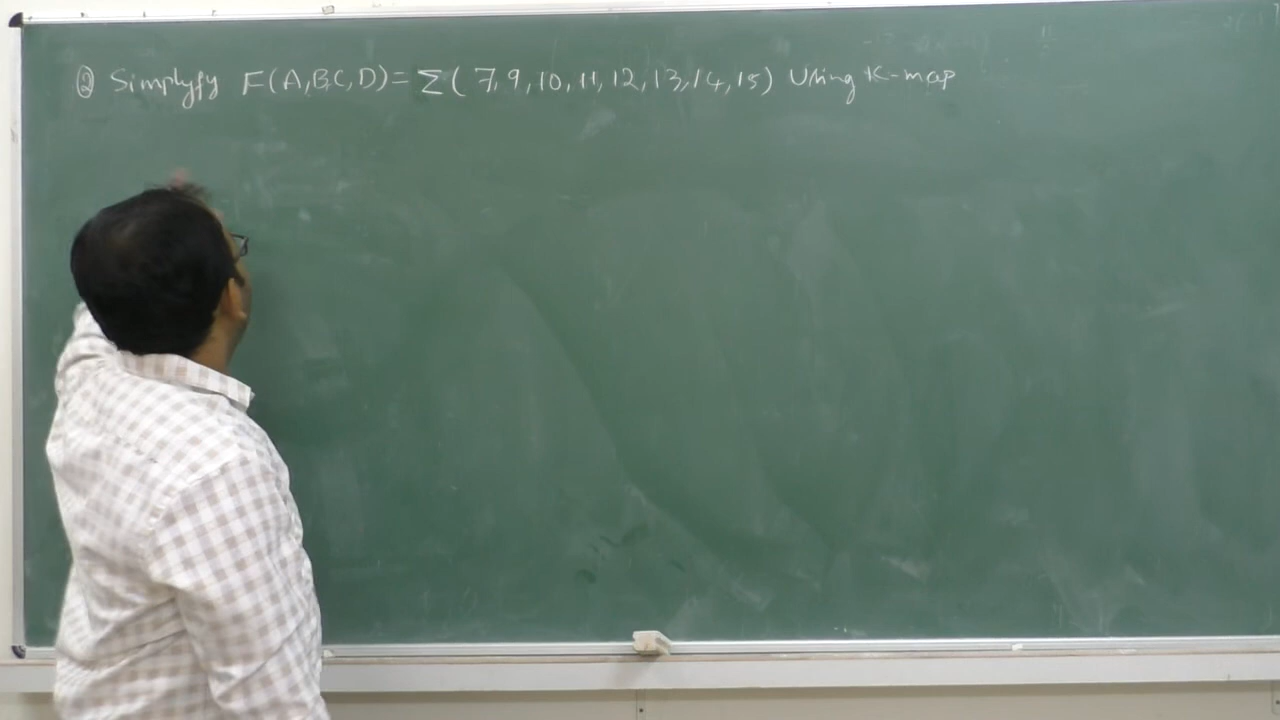 ② Simplyfy F(A,B,C,D)= Σ( 7,9,10,11,12,13,14,15) Using K-map